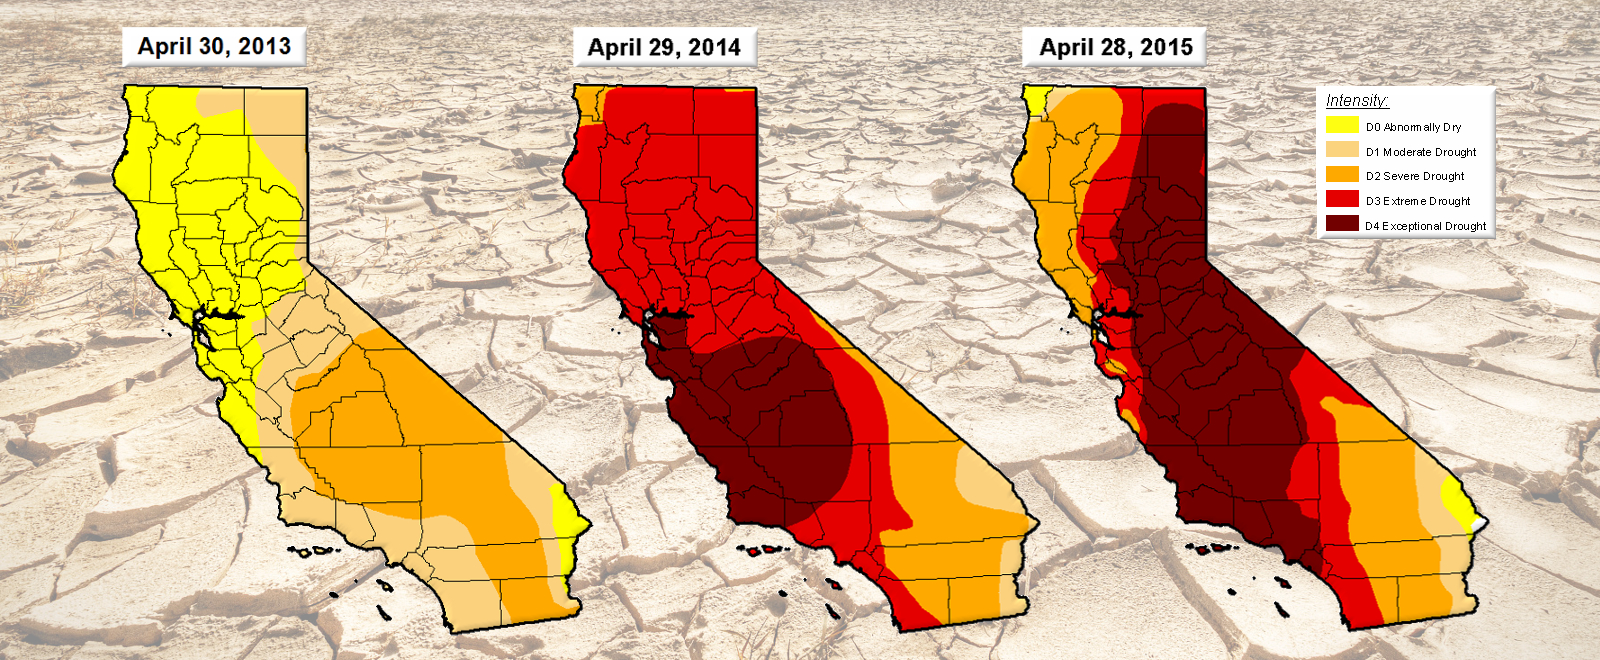 April 30, 2013
April 29, 2014
April 28, 2015
Intensity:
D0 Abnormally Dry
D1 Moderate Drought
D2 Severe Drought
D3 Extreme Drought
D4 Exceptional Drought